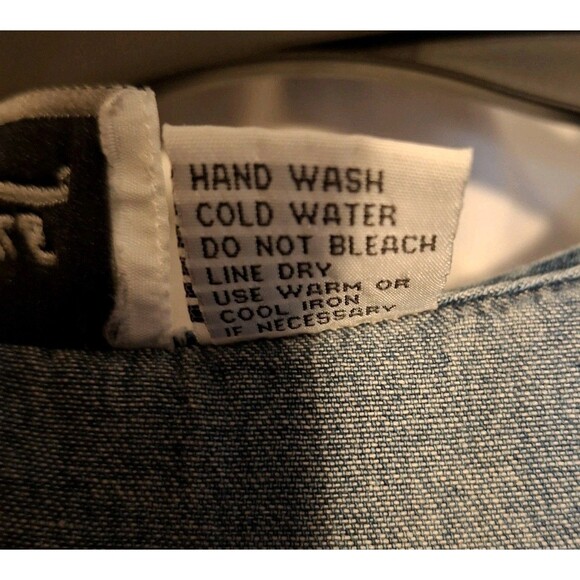 HAND WASH
COLD WATER
DO NOT BLEACH
LINE DRY
USE WARM OR
COOL IRON
IF NECESSARY